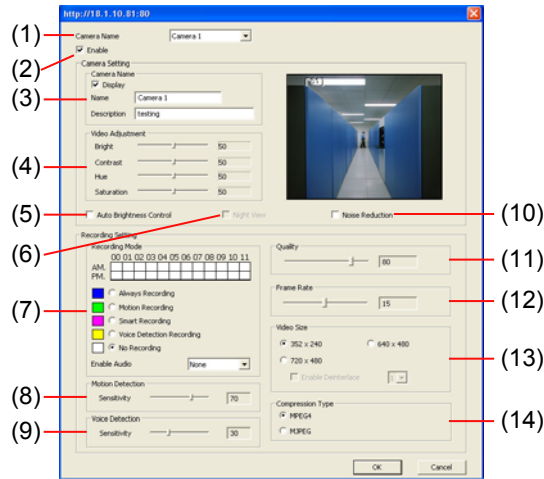 http://18.1.10.81:80
(1) Camera Name Camera 1
(2) Enable
Camera Setting
Camera Name
Display
(3) Name Camera 1
Description testing
Video Adjustment
Bright 50
(4) Contrast 50
Hue 50
Saturation 50
(5) Auto Brightness Control
(6) Night View
Noise Reduction (10)
Recording Setting
Recording Mode
00 01 02 03 04 05 06 07 08 09 10 11
AM.
PM.
(7) Always Recording
Motion Recording
Smart Recording
Voice Detection Recording
No Recording
Enable Audio None
Motion Detection
(8) Sensitivity 70
Voice Detection
(9) Sensitivity 30
Quality
80 (11)
Frame Rate
15 (12)
Video Size
352 x 240 640 x 480
720 x 480 (13)
Enable Deinterlace
Compression Type
MPEG4 (14)
MJPEG
OK Cancel